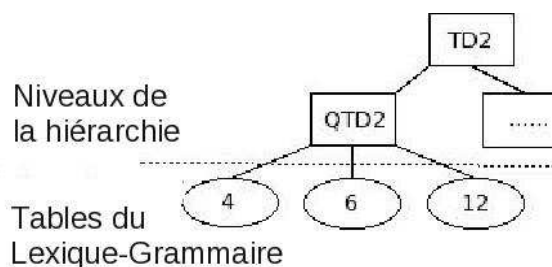 TD2
Niveaux de
la hiérarchie
QTD2
......
4 6 12
Tables du
Lexique-Grammaire